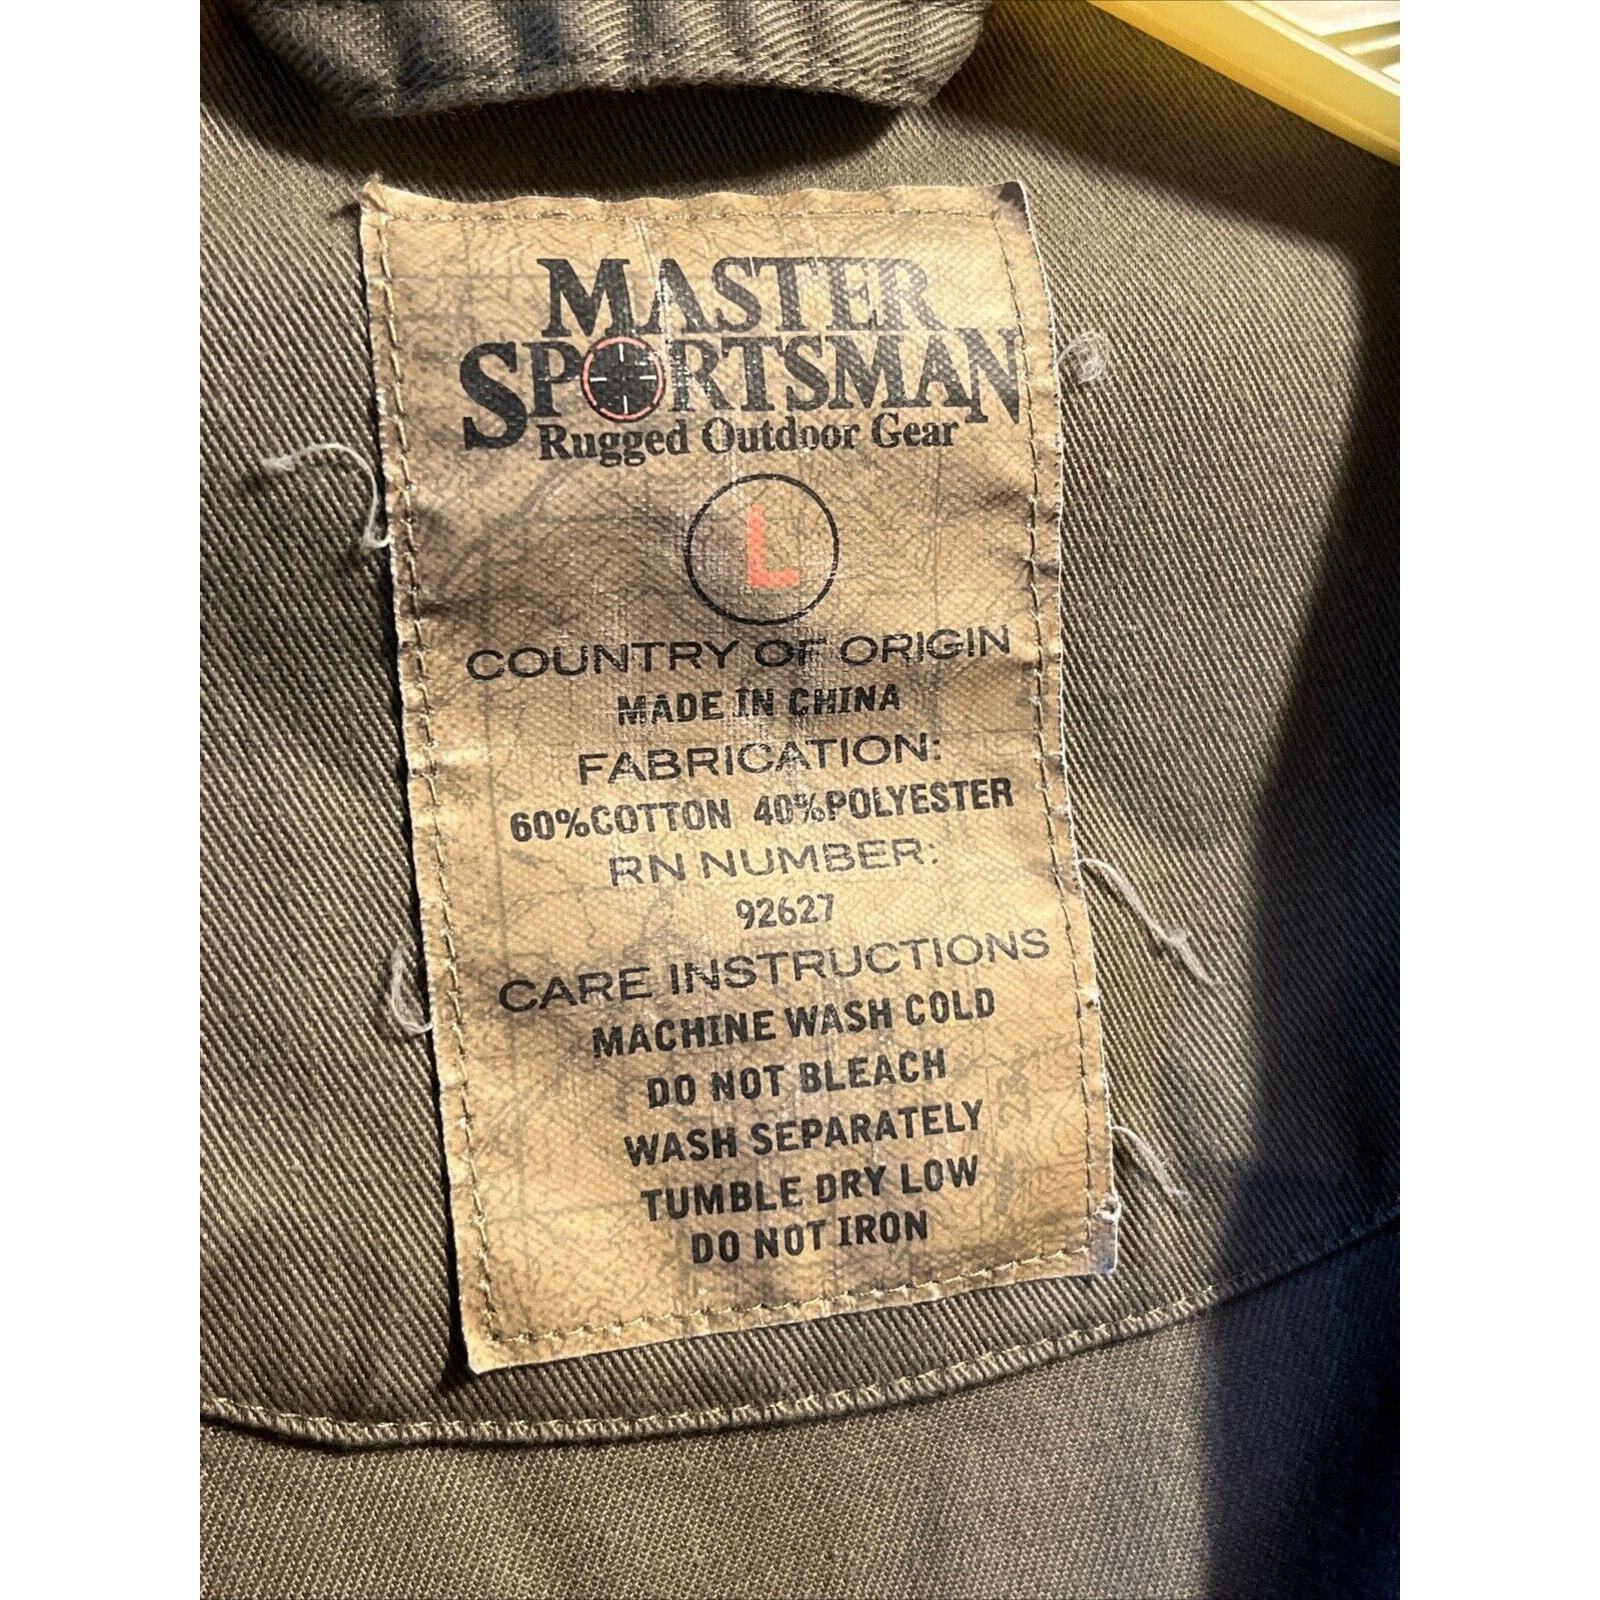 MASTER
SPORTSMAN
Rugged Outdoor Gear
L
COUNTRY OF ORIGIN
MADE IN CHINA
FABRICATION:
60%COTTON 40%POLYESTER
RN NUMBER:
92627
CARE INSTRUCTIONS
MACHINE WASH COLD
DO NOT BLEACH
WASH SEPARATELY
TUMBLE DRY LOW
DO NOT IRON